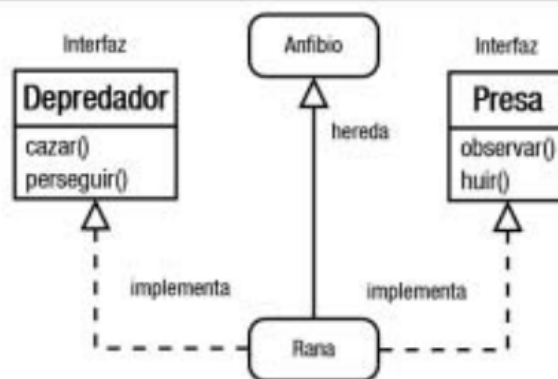 Interfaz
Anfibio
Interfaz
Depredador
cazar()
perseguir()
hereda
Presa
observar()
huir()
implementa
implementa
Rana